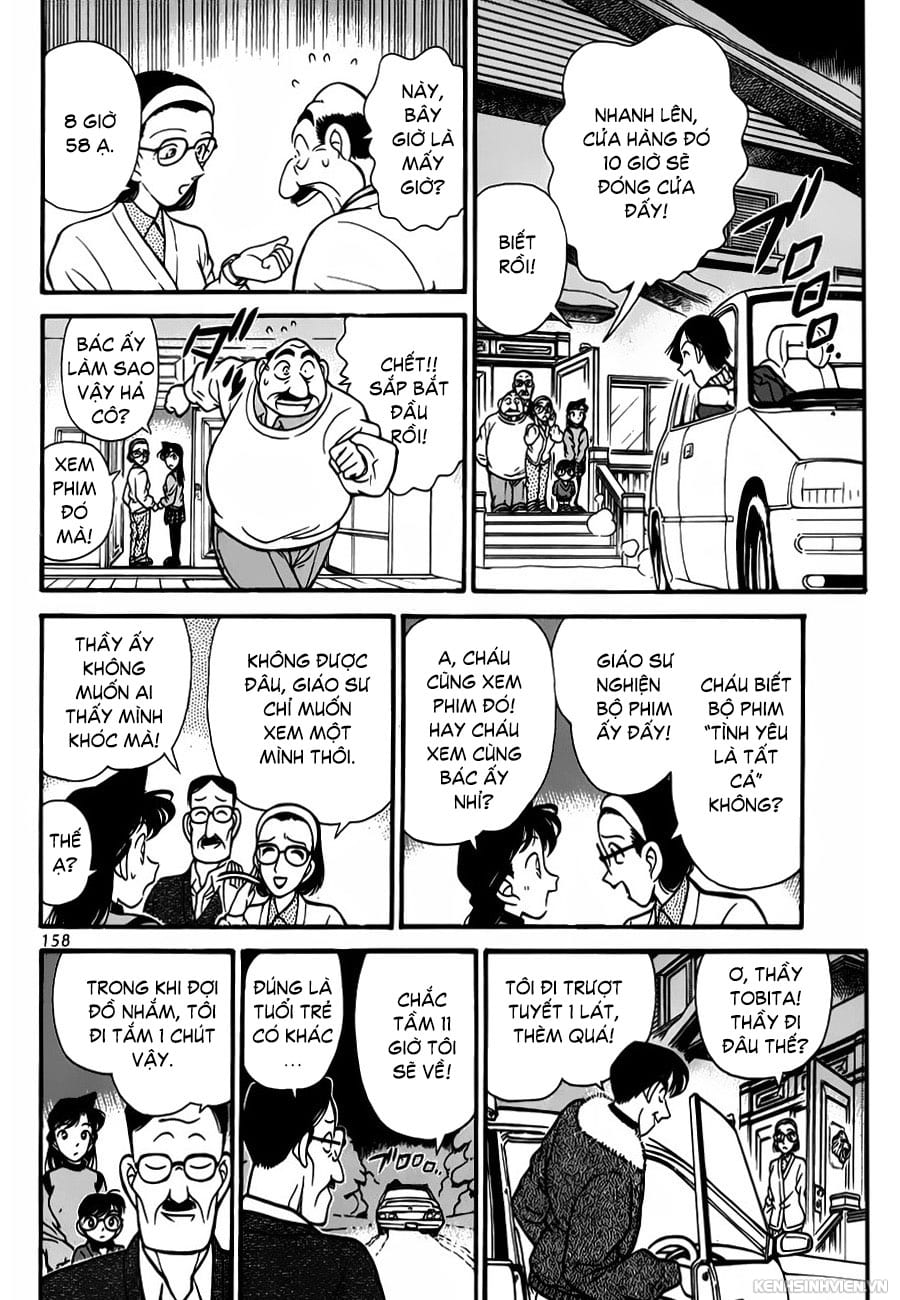 NHANH LÊN,
CỬA HÀNG ĐÓ
10 GIỜ SẼ
ĐÓNG CỬA
ĐẤY!
BIẾT
RỒI!
NÀY,
BÂY
GIỜ LÀ
MẤY
GIỜ?
8 GIỜ
58 Ạ.
CHẾT!!
SẮP BẮT
ĐẦU
RỒI!
BÁC ẤY
LÀM SAO
VẬY HẢ
CÔ?
XEM
PHIM
ĐÓ
MÀ!
CHÁU BIẾT
BỘ PHIM
“TÌNH YÊU
LÀ TẤT
CẢ”
KHÔNG?
GIÁO SƯ
NGHIỆN
BỘ PHIM
ẤY ĐẤY!
A, CHÁU
CŨNG XEM
PHIM ĐÓ!
HAY CHÁU
XEM CÙNG
BÁC ẤY
NHỈ?
KHÔNG ĐƯỢC
ĐÂU, GIÁO SƯ
CHỈ MUỐN
XEM MỘT
MÌNH THÔI.
THẦY ẤY
KHÔNG
MUỐN AI
THẤY MÌNH
KHÓC MÀ!
THẾ
Ạ?
158
Ơ, THẦY
TOBITA!
THẦY ĐI
ĐÂU THẾ?
TÔI ĐI TRƯỢT
TUYẾT 1 LÁT,
THÈM QUÁ!
CHẮC
TẦM 11
GIỜ TÔI
SẼ VỀ!
ĐÚNG LÀ
TUỔI TRẺ
CÓ KHÁC
...
TRONG KHI ĐỢI
ĐỒ NHẮM, TÔI
ĐI TẮM 1 CHÚT
VẬY.
KENHSINHVIEN.VN